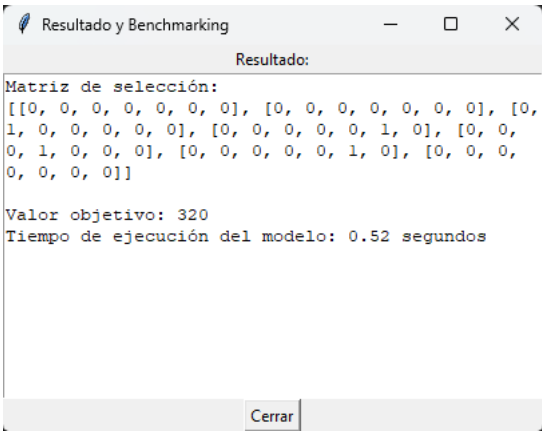 Resultado y Benchmarking
Resultado:
Matriz de selección:
[[0, 0, 0, 0, 0, 0, 0], [0, 0, 0, 0, 0, 0, 0], [0,
1, 0, 0, 0, 0, 0], [0, 0, 0, 0, 0, 1, 0], [0, 0,
0, 1, 0, 0, 0], [0, 0, 0, 0, 0, 1, 0], [0, 0, 0,
0, 0, 0, 0]]
Valor objetivo: 320
Tiempo de ejecución del modelo: 0.52 segundos
Cerrar